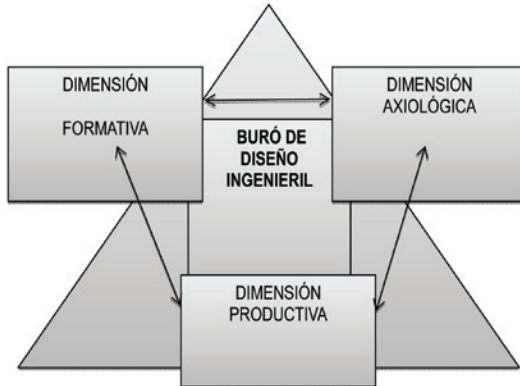 DIMENSIÓN
FORMATIVA
DIMENSIÓN
AXIOLÓGICA
BURÓ DE
DISEÑO
INGENIERIL
DIMENSIÓN
PRODUCTIVA